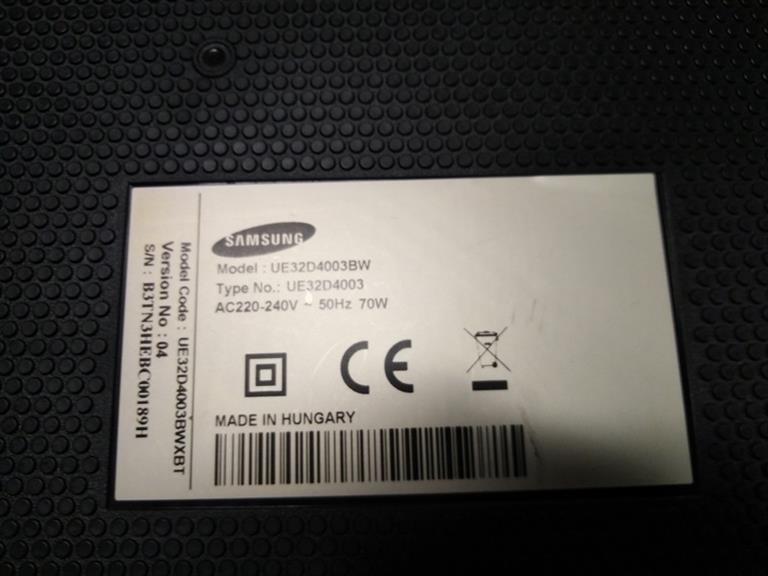 SAMSUNG
Model : UE32D4003BW
Type No.: UE32D4003
AC220-240V ~ 50Hz 70W
CE
MADE IN HUNGARY
Model Code : UE32D4003BWXBT
Version No : 04
S/N : B3TN3HEBC00189H